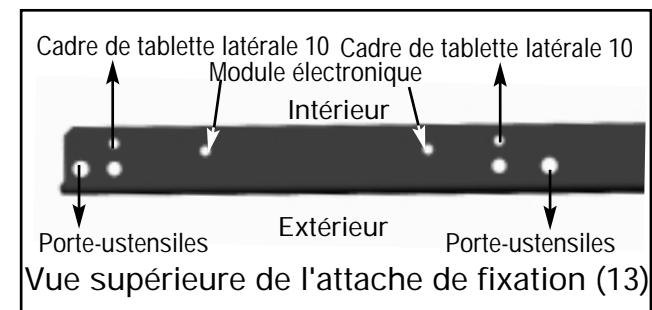 Cadre de tablette latérale 10 Cadre de tablette latérale 10
Module électronique
Intérieur
Extérieur
Porte-ustensiles Porte-ustensiles
Vue supérieure de l'attache de fixation (13)